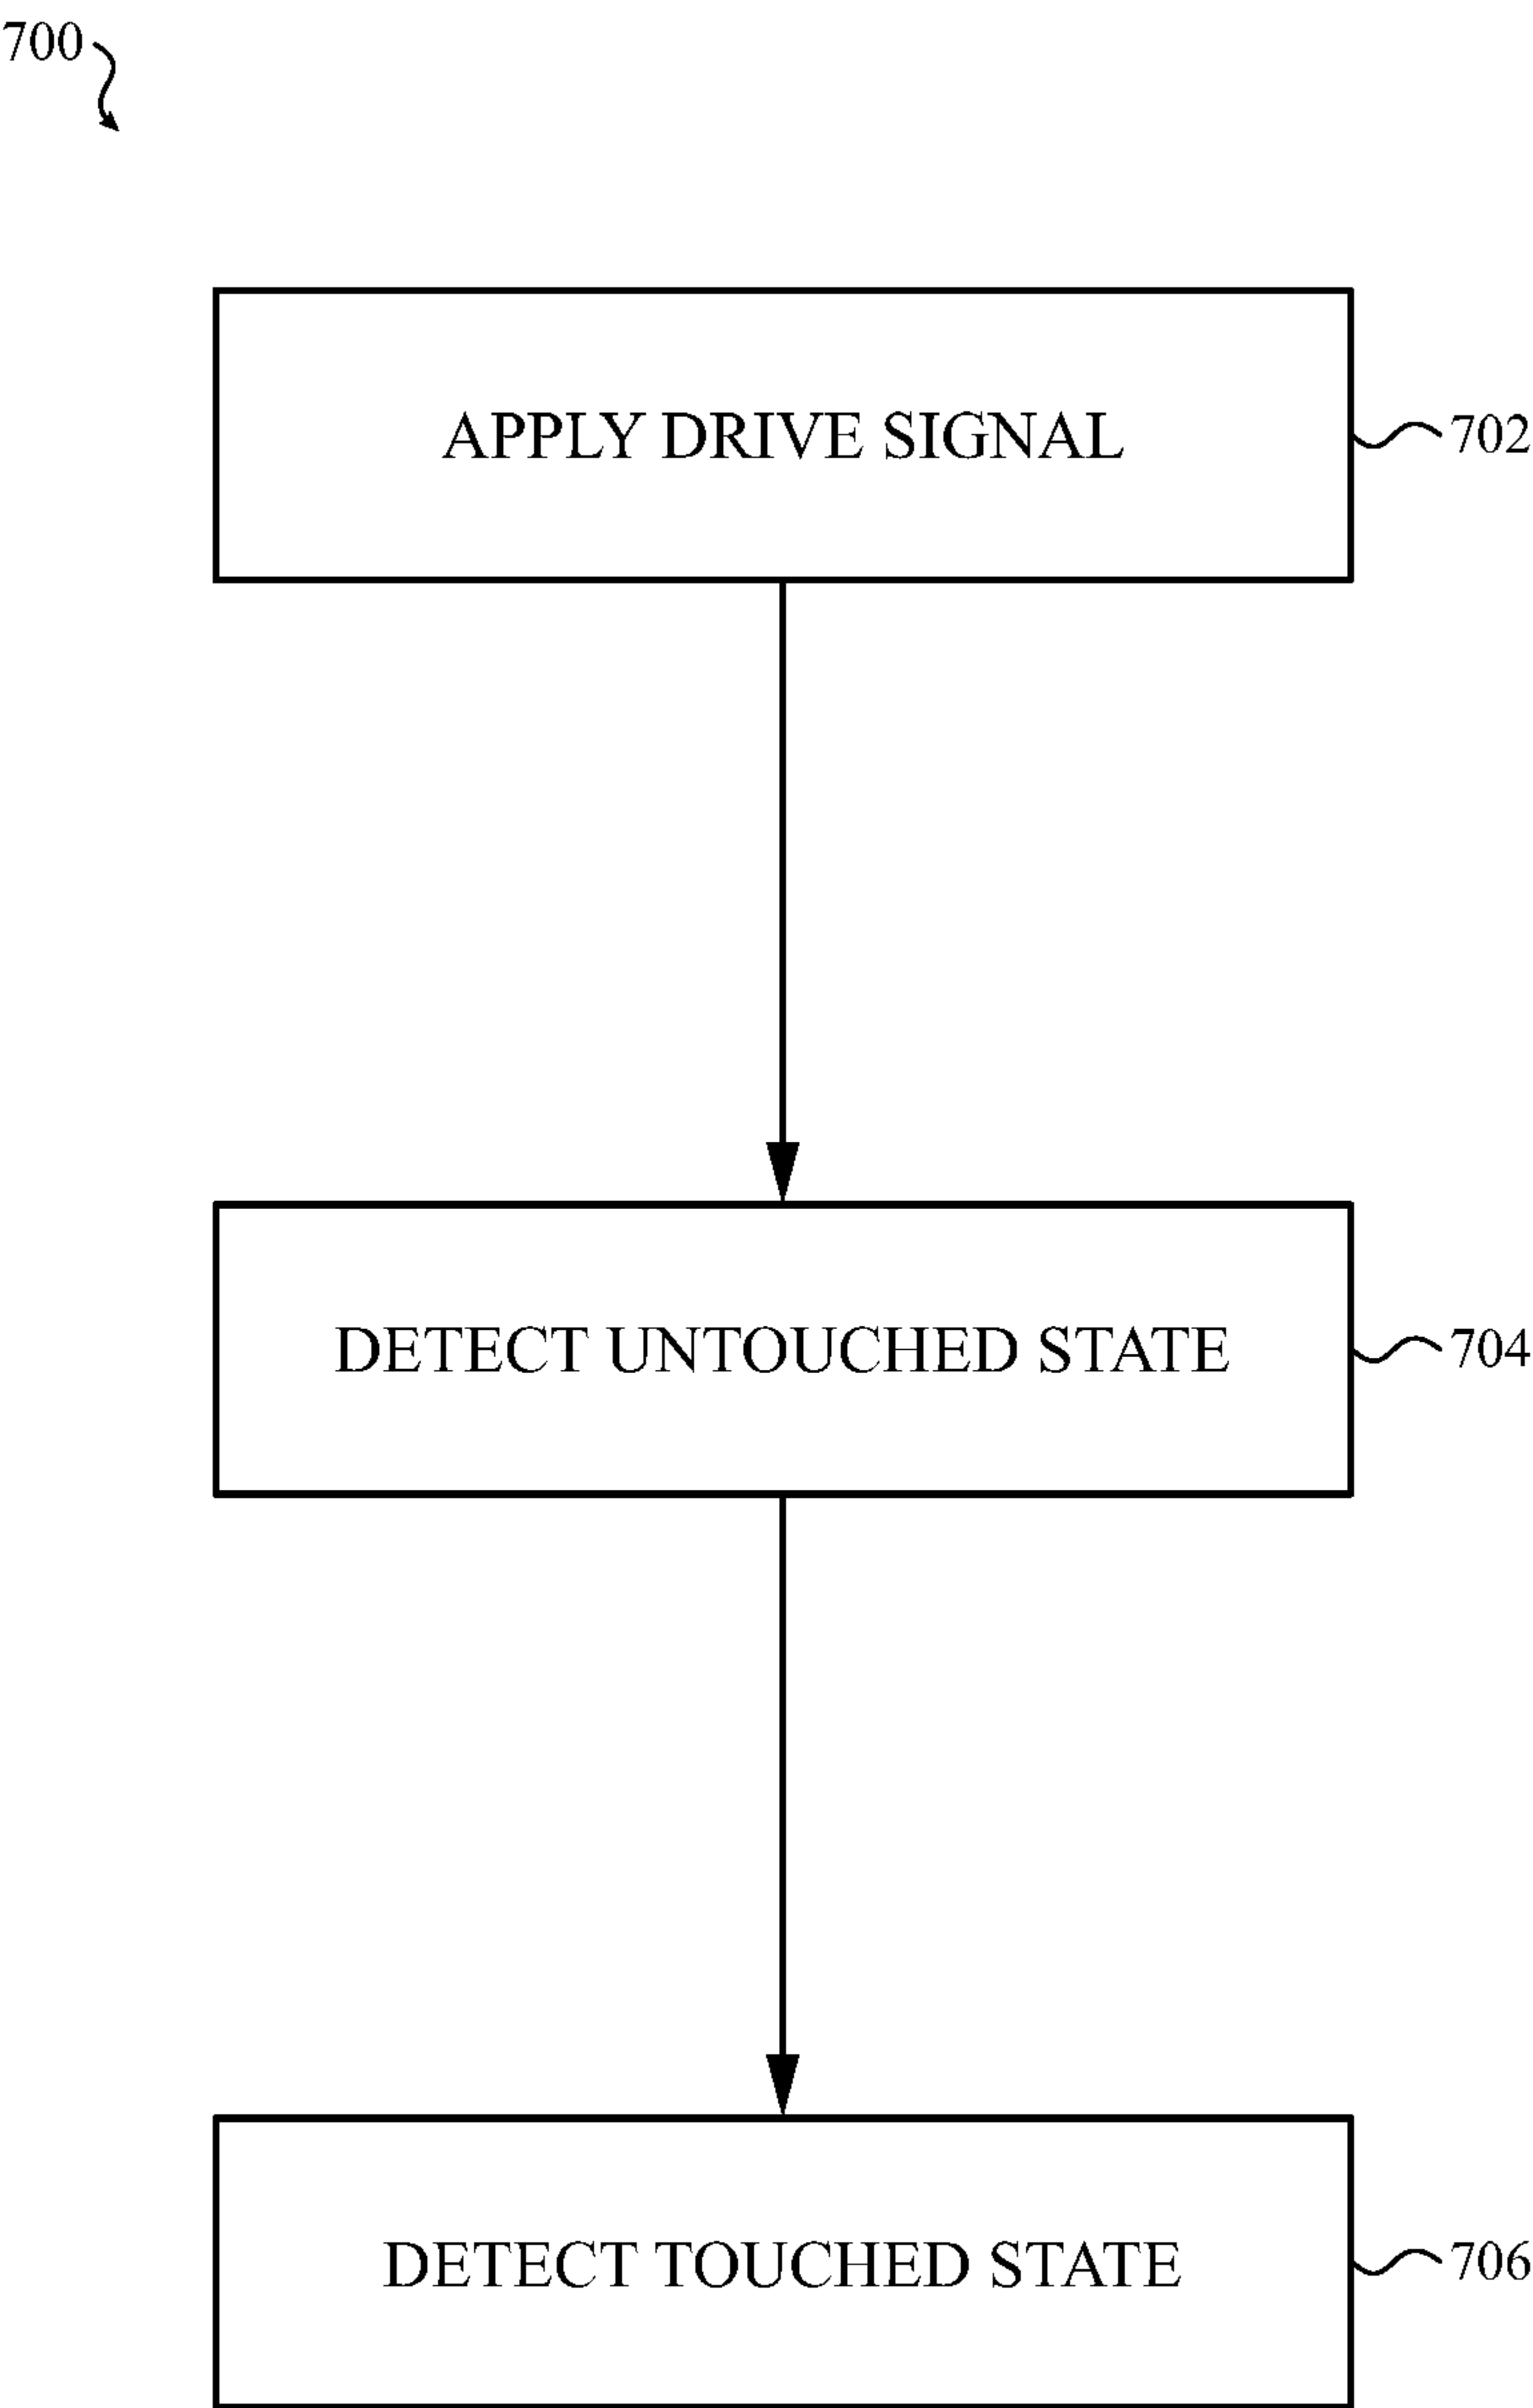 700
APPLY DRIVE SIGNAL
702
DETECT UNTOUCHED STATE
704
DETECT TOUCHED STATE
706